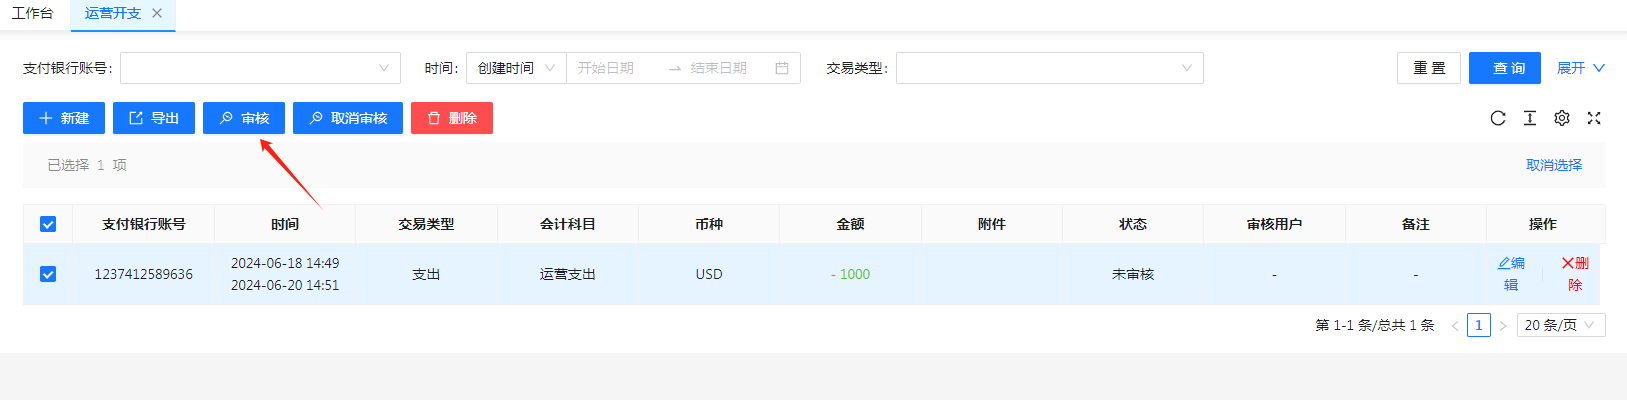 工作台 运营开支
支付银行账号: 时间: 创建时间 开始日期 结束日期 交易类型: 重 置 查 询 展开
新建 导出 审核 取消审核 删除
已选择 1 项 取消选择
支付银行账号 时间 交易类型 会计科目 币种 金额 附件 状态 审核用户 备注 操作
1237412589636 2024-06-18 14:49 支出 运营支出 USD - 1000 未审核 - - 编辑 删除
2024-06-20 14:51
第 1-1 条/总共 1 条 1 20 条/页